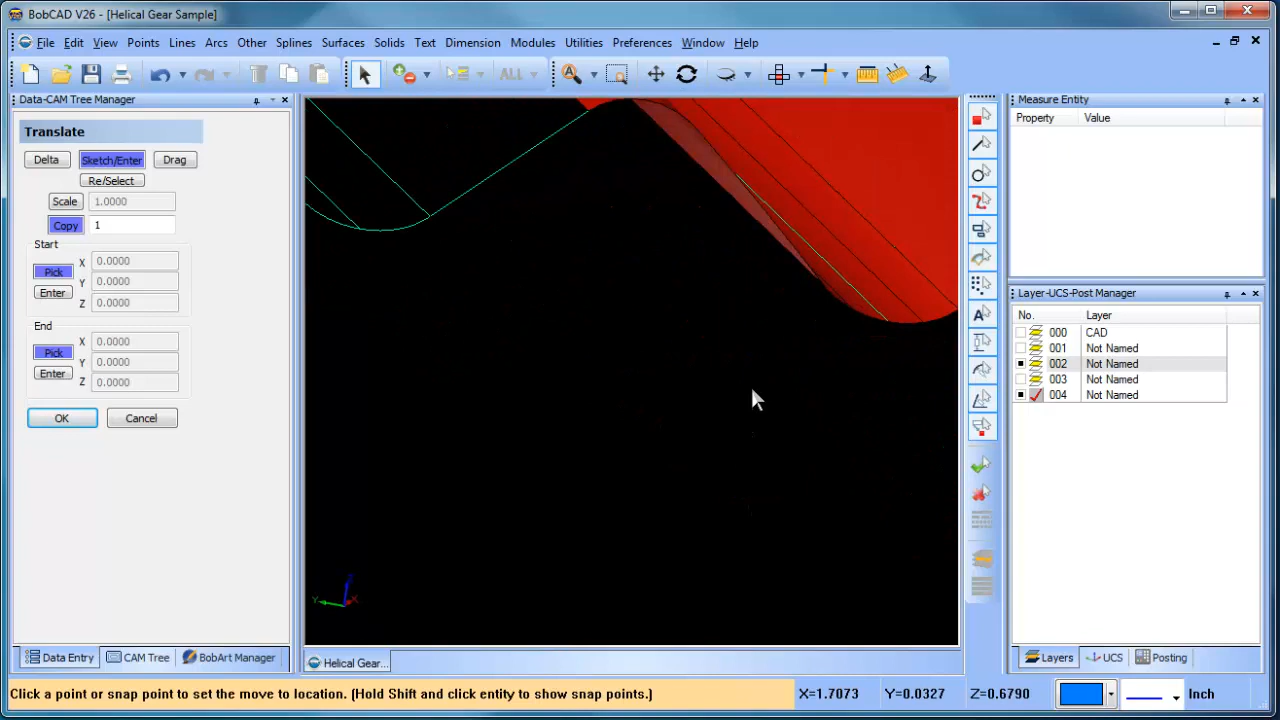 BobCAD V26 - [Helical Gear Sample]
File Edit View Points Lines Arcs Other Splines Surfaces Solids Text Dimension Modules Utilities Preferences Window Help
ALL
Data-CAM Tree Manager
Translate
Delta Sketch/Enter Drag
Re/Select
Scale 1.0000
Copy 1
Start
X 0.0000
Pick
Y 0.0000
Enter
Z 0.0000
End
X 0.0000
Pick
Y 0.0000
Enter
Z 0.0000
OK Cancel
Data Entry CAM Tree BobArt Manager
Y X
Helical Gear...
Measure Entity
Property Value
Layer-UCS-Post Manager
No. Layer
000 CAD
001 Not Named
002 Not Named
003 Not Named
004 Not Named
Layers UCS Posting
Click a point or snap point to set the move to location. (Hold Shift and click entity to show snap points.)
X=1.7073 Y=0.0327 Z=0.6790 Inch